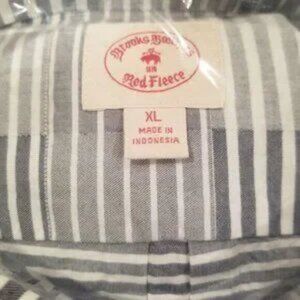 Brooks Brothers
Red Fleece
XL
MADE IN
INDONESIA